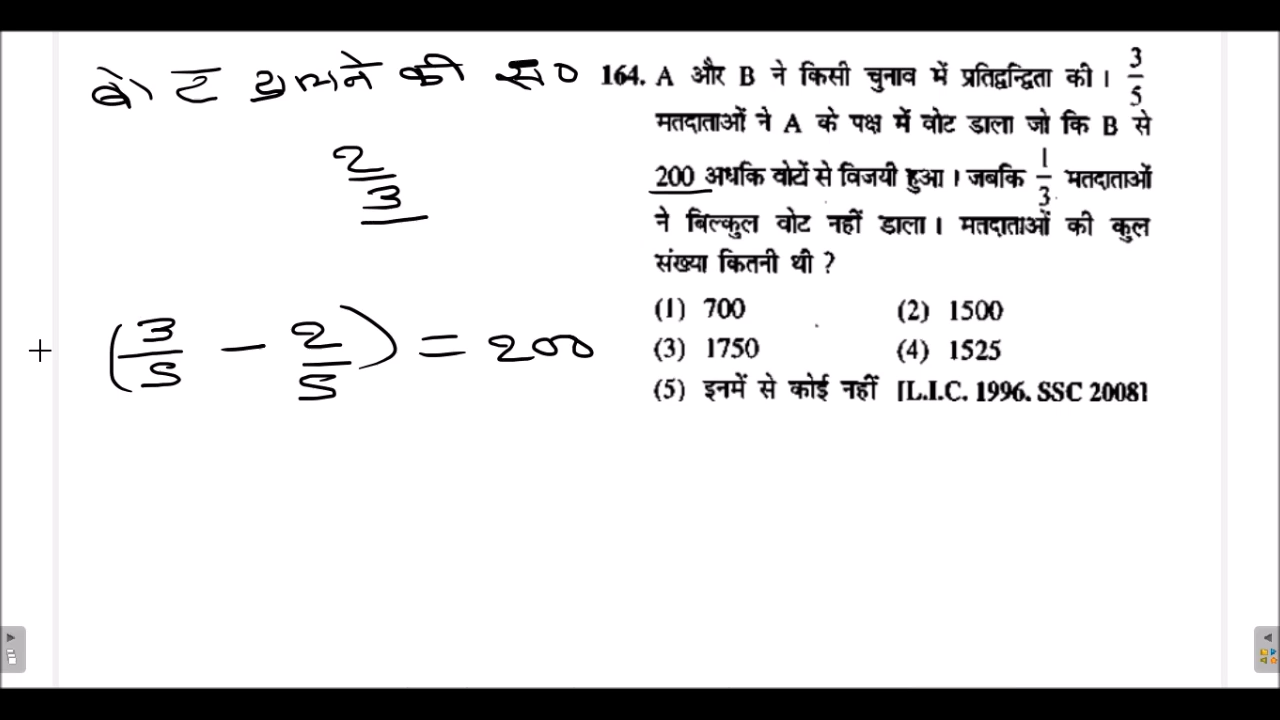 वोट डालने की सं०
2/3
(3/5 - 2/5) = 200
164. A और B ने किसी चुनाव में प्रतिद्वन्द्विता की। 3/5
मतदाताओं ने A के पक्ष में वोट डाला जो कि B से
200 अधकि वोटों से विजयी हुआ। जबकि 1/3 मतदाताओं
ने बिल्कुल वोट नहीं डाला। मतदाताओं की कुल
संख्या कितनी थी ?
(1) 700 (2) 1500
(3) 1750 (4) 1525
(5) इनमें से कोई नहीं [L.I.C. 1996. SSC 2008]